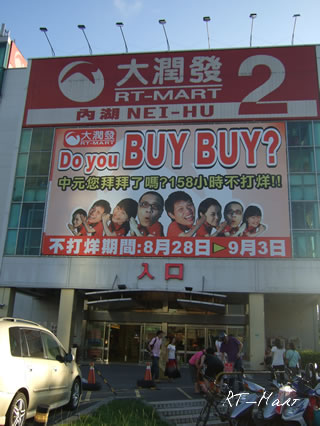 大潤發
RT-MART
2
內湖 NEI-HU
大潤發
RT-MART
Do you BUY BUY?
中元您拜拜了嗎?158小時不打烊!!
不打烊期間:8月28日▶9月3日
入口
RT-MART